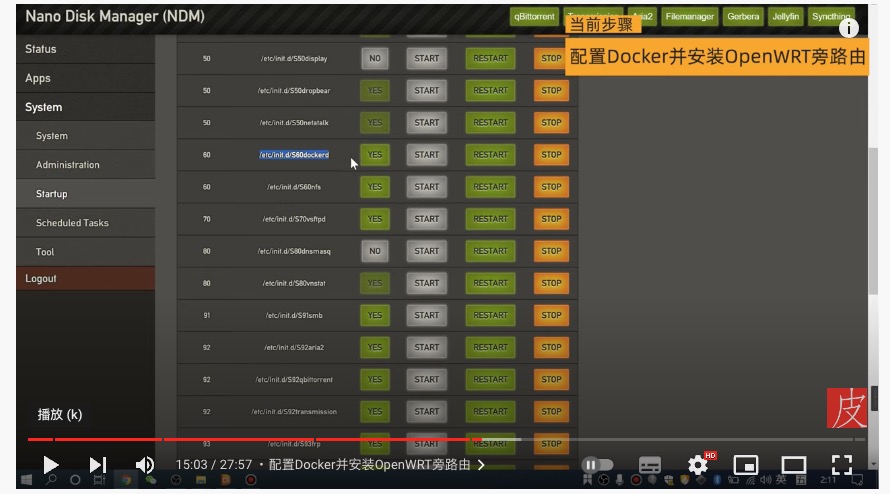 Nano Disk Manager (NDM)
qBittorrent Aria2 Filemanager Gerbera Jellyfin Syncthing
当前步骤
配置Docker并安装OpenWRT旁路由
Status
Apps
System
System
Administration
Startup
Scheduled Tasks
Tool
Logout
50 /etc/init.d/S50display NO START RESTART STOP
50 /etc/init.d/S50dropbear YES START RESTART STOP
50 /etc/init.d/S50netatalk YES START RESTART STOP
60 /etc/init.d/S60dockerd YES START RESTART STOP
60 /etc/init.d/S60nfs YES START RESTART STOP
70 /etc/init.d/S70vsftpd YES START RESTART STOP
80 /etc/init.d/S80dnsmasq NO START RESTART STOP
80 /etc/init.d/S80vnstat YES START RESTART STOP
91 /etc/init.d/S91smb YES START RESTART STOP
92 /etc/init.d/S92aria2 YES START RESTART STOP
92 /etc/init.d/S92qbittorrent YES START RESTART STOP
92 /etc/init.d/S92transmission YES START RESTART STOP
93 /etc/init.d/S93frp YES START RESTART STOP
皮
播放 (k)
15:03 / 27:57 • 配置Docker并安装OpenWRT旁路由
HD
英
2:11